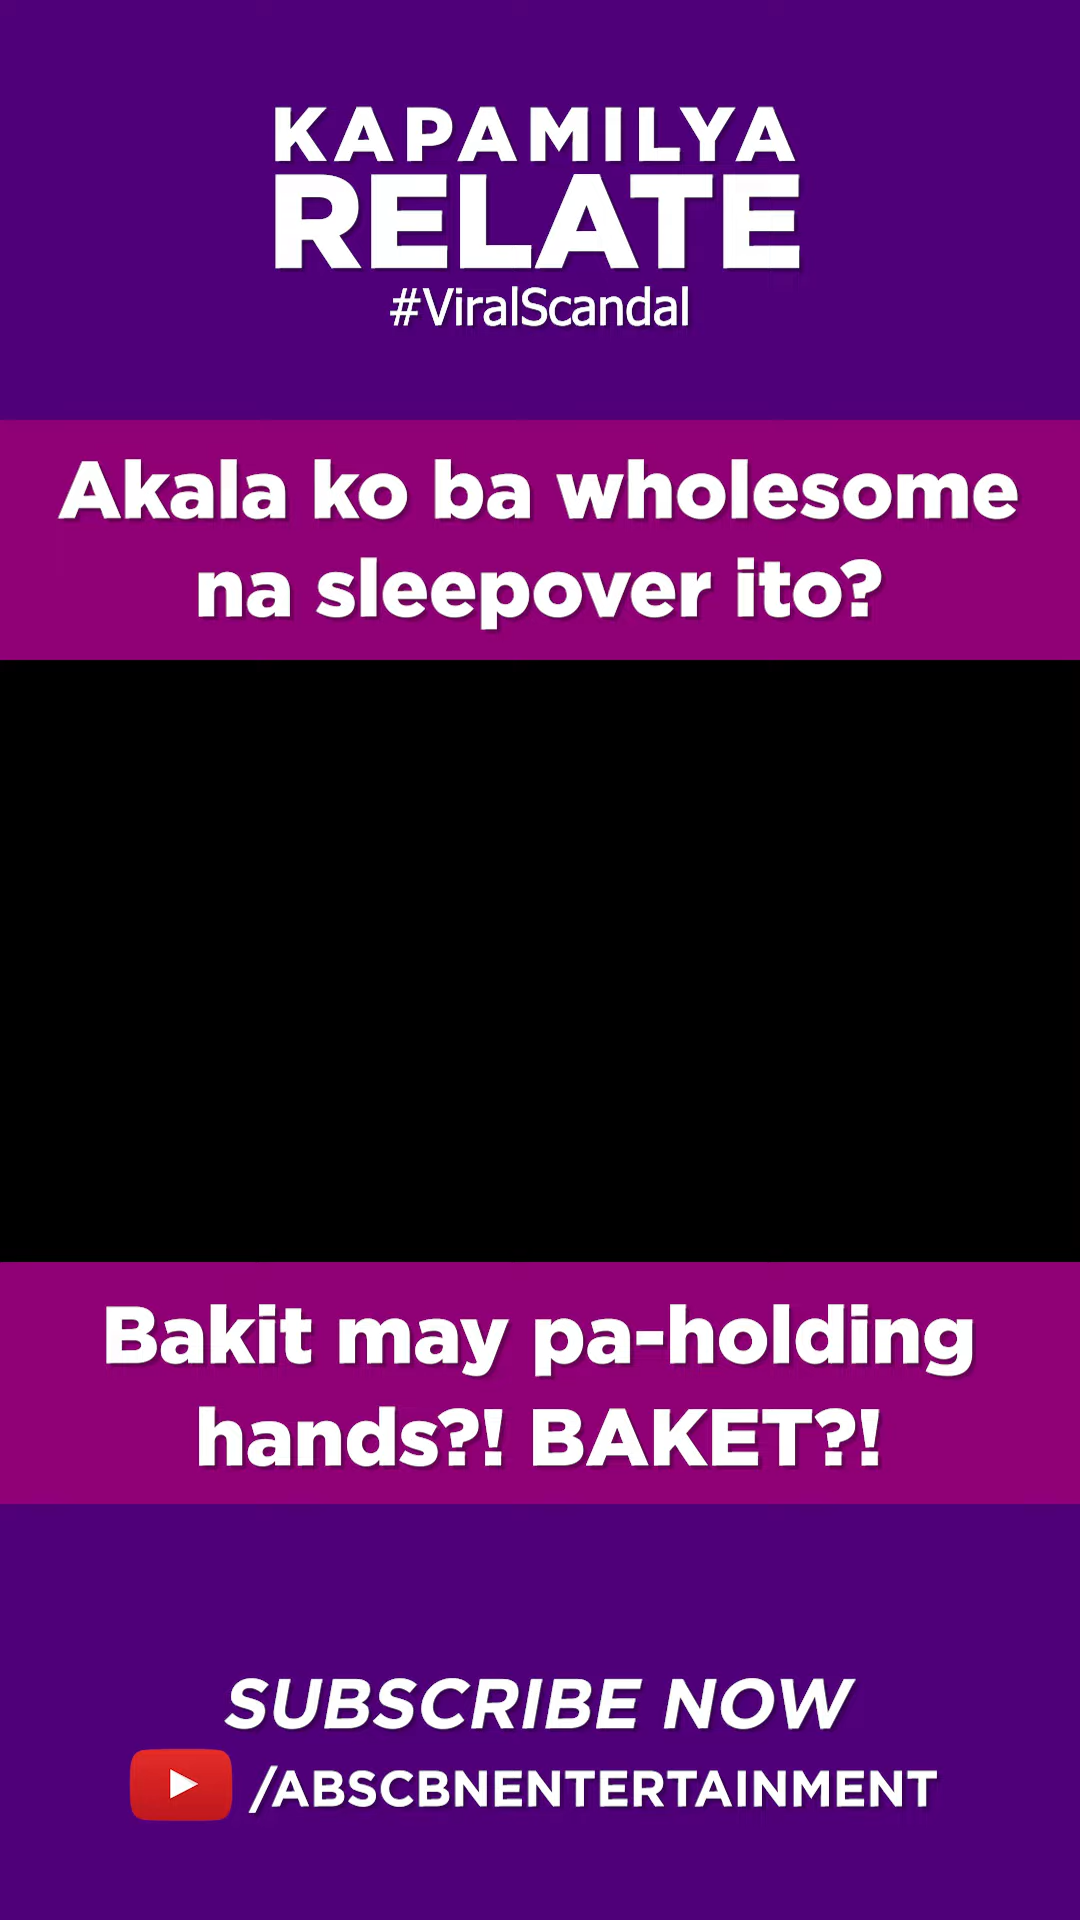 KAPAMILYA
RELATE
#ViralScandal
Akala ko ba wholesome
na sleepover ito?
Bakit may pa-holding
hands?! BAKET?!
SUBSCRIBE NOW
/ABSCBNENTERTAINMENT